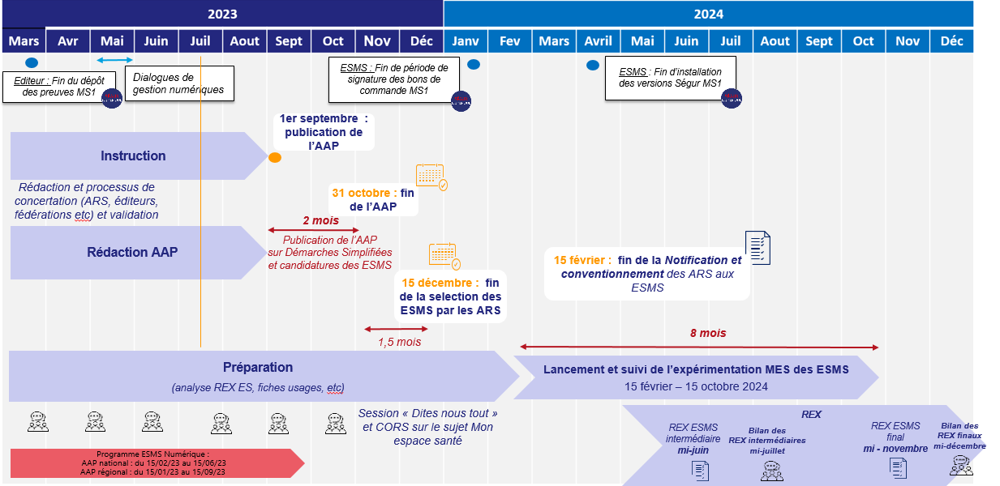 2023
2024
Mars Avr Mai Juin Juil Aout Sept Oct Nov Déc Janv Fev Mars Avril Mai Juin Juil Aout Sept Oct Nov Déc
Editeur : Fin du dépôt
des preuves MS1
Dialogues de
gestion numériques
ESMS : Fin de période de
signature des bons de
commande MS1
ESMS : Fin d'installation
des versions Ségur MS1
1er septembre :
publication de
l'AAP
Instruction
Rédaction et processus de
concertation (ARS, éditeurs,
fédérations etc) et validation
31 octobre : fin
de l'AAP
2 mois
Publication de l'AAP
sur Démarches Simplifiées
et candidatures des ESMS
Rédaction AAP
15 décembre : fin
de la selection des
ESMS par les ARS
15 février : fin de la Notification et
conventionnement des ARS aux
ESMS
1,5 mois
8 mois
Préparation
(analyse REX ES, fiches usages, etc)
Lancement et suivi de l'expérimentation MES des ESMS
15 février – 15 octobre 2024
Session « Dites nous tout »
et CORS sur le sujet Mon
espace santé
REX
REX ESMS
intermédiaire
mi-juin
Bilan des
REX intermédiaires
mi-juillet
REX ESMS
final
mi - novembre
Bilan des
REX finaux
mi-décembre
Programme ESMS Numérique :
AAP national : du 15/02/23 au 15/06/23
AAP régional : du 15/01/23 au 15/09/23